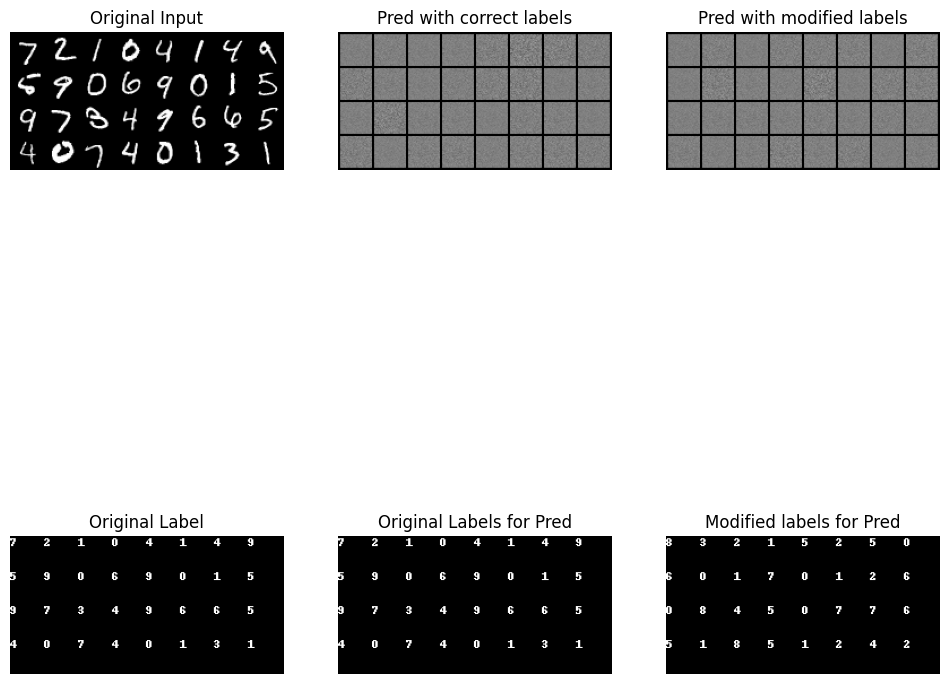 Original Input Pred with correct labels Pred with modified labels
7 2 1 0 4 1 4 9
5 9 0 6 9 0 1 5
9 7 3 4 9 6 6 5
4 0 7 4 0 1 3 1
Original Label Original Labels for Pred Modified labels for Pred
7 2 1 0 4 1 4 9 7 2 1 0 4 1 4 9 8 3 2 1 5 2 5 0
5 9 0 6 9 0 1 5 5 9 0 6 9 0 1 5 6 0 1 7 0 1 2 6
9 7 3 4 9 6 6 5 9 7 3 4 9 6 6 5 0 8 4 5 0 7 7 6
4 0 7 4 0 1 3 1 4 0 7 4 0 1 3 1 5 1 8 5 1 2 4 2